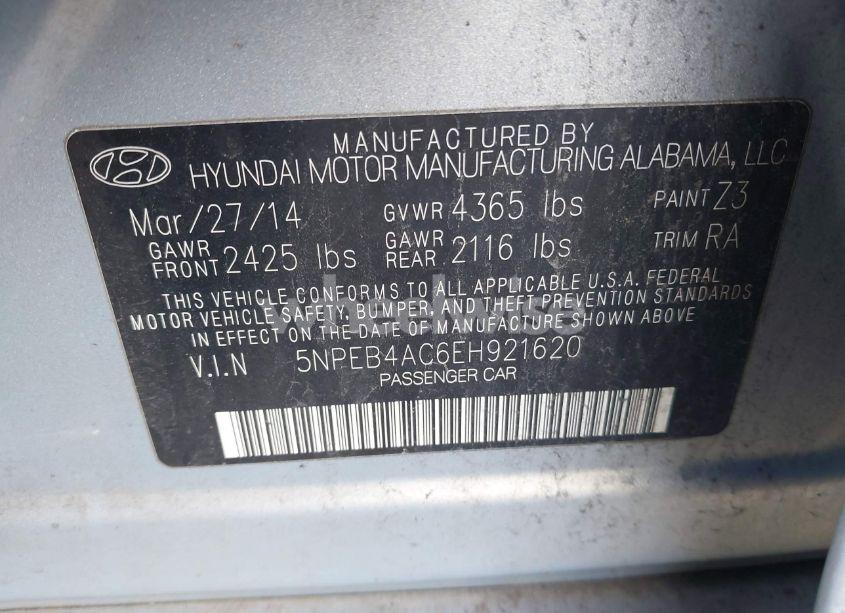 MANUFACTURED BY
HYUNDAI MOTOR MANUFACTURING ALABAMA, LLC
Mar/27/14 GVWR 4365 lbs PAINT Z3
GAWR FRONT 2425 lbs GAWR REAR 2116 lbs TRIM RA
THIS VEHICLE CONFORMS TO ALL APPLICABLE U.S.A. FEDERAL
MOTOR VEHICLE SAFETY, BUMPER, AND THEFT PREVENTION STANDARDS
IN EFFECT ON THE DATE OF MANUFACTURE SHOWN ABOVE
V.I.N 5NPEB4AC6EH921620
PASSENGER CAR